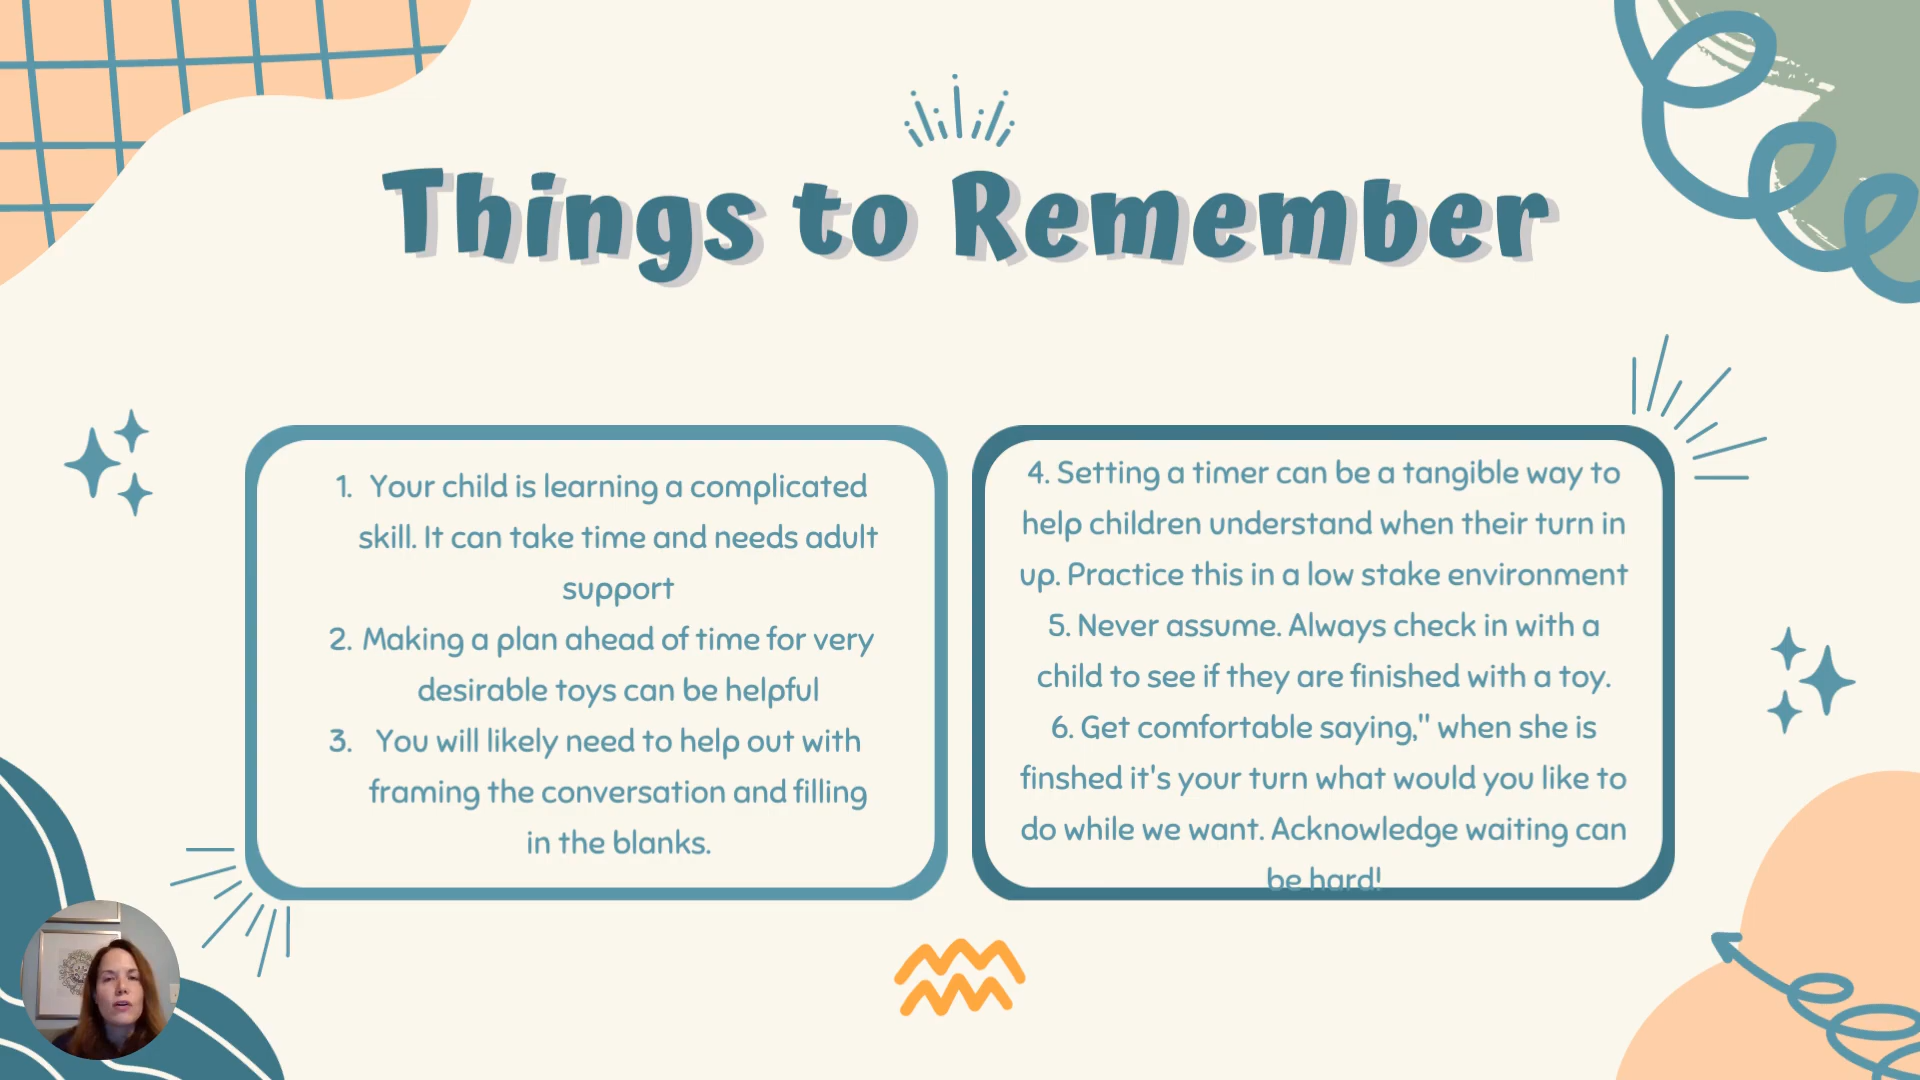 Things to Remember
1. Your child is learning a complicated
skill. It can take time and needs adult
support
2. Making a plan ahead of time for very
desirable toys can be helpful
3. You will likely need to help out with
framing the conversation and filling
in the blanks.
4. Setting a timer can be a tangible way to
help children understand when their turn in
up. Practice this in a low stake environment
5. Never assume. Always check in with a
child to see if they are finished with a toy.
6. Get comfortable saying," when she is
finshed it's your turn what would you like to
do while we want. Acknowledge waiting can
be hard!